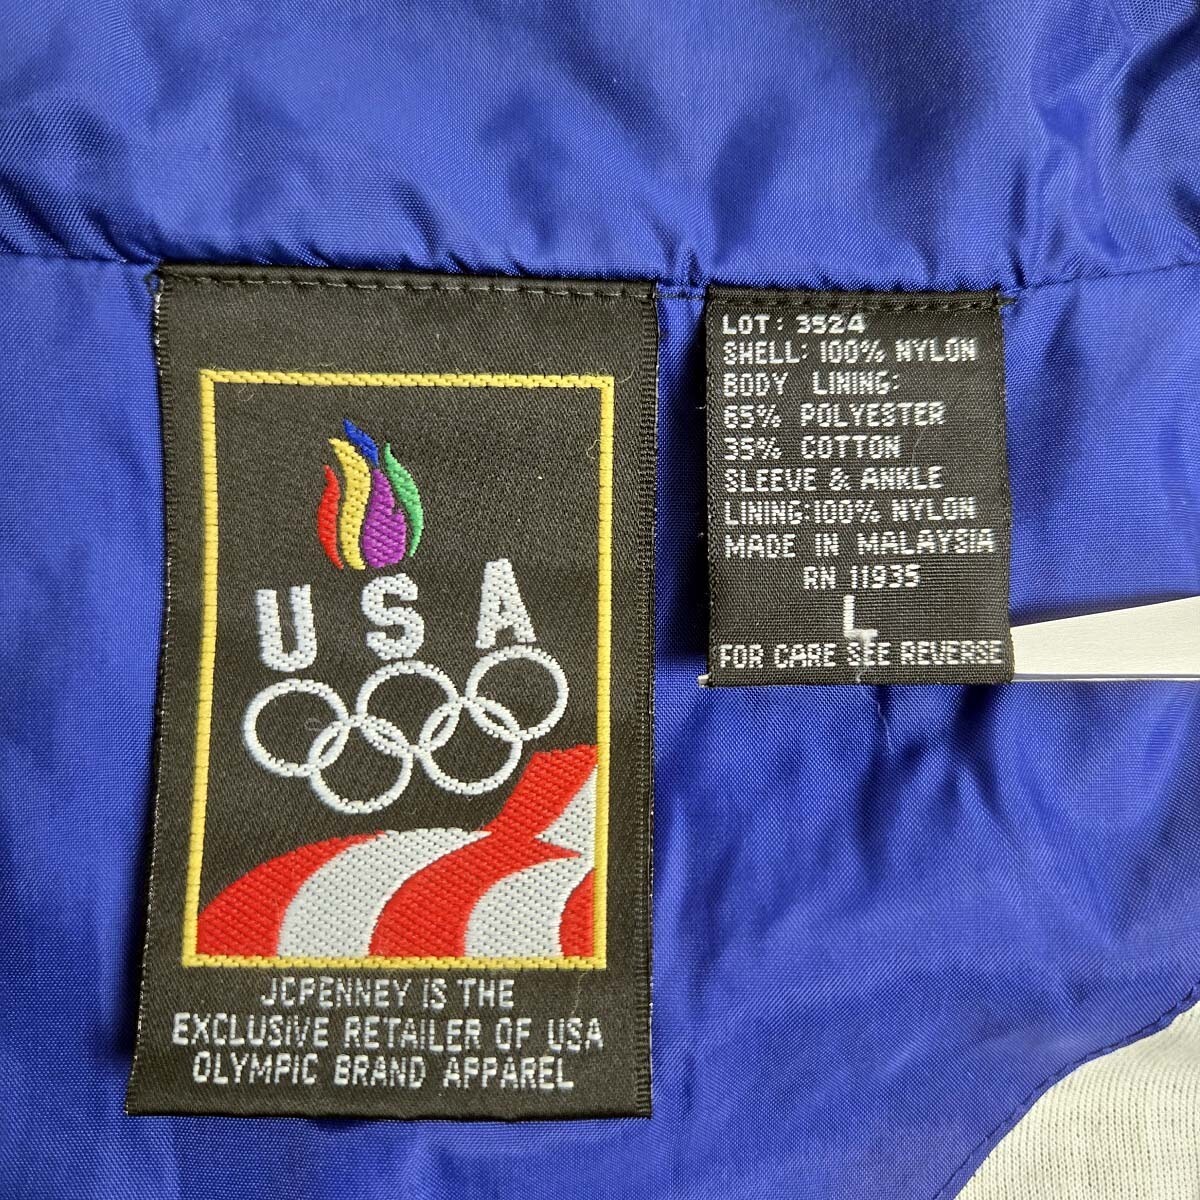 USA
JCPENNEY IS THE
EXCLUSIVE RETAILER OF USA
OLYMPIC BRAND APPAREL
LOT: 3524
SHELL: 100% NYLON
BODY LINING:
65% POLYESTER
35% COTTON
SLEEVE & ANKLE
LINING:100% NYLON
MADE IN MALAYSIA
RN 11935
L
FOR CARE SEE REVERSE